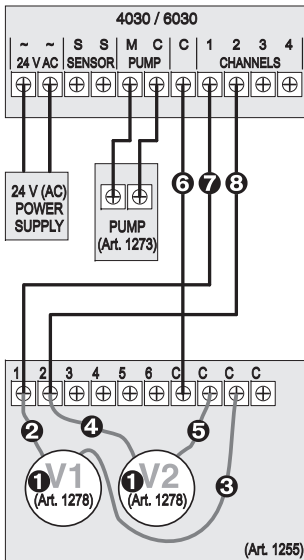 4030 / 6030
~ ~ S S M C C 1 2 3 4
24 V AC SENSOR PUMP CHANNELS
24 V (AC)
POWER
SUPPLY
PUMP
(Art. 1273)
6 7 8
1 2 3 4 5 6 C C C C
2 4 5
1 V1 1 V2 3
(Art. 1278) (Art. 1278)
(Art. 1255)